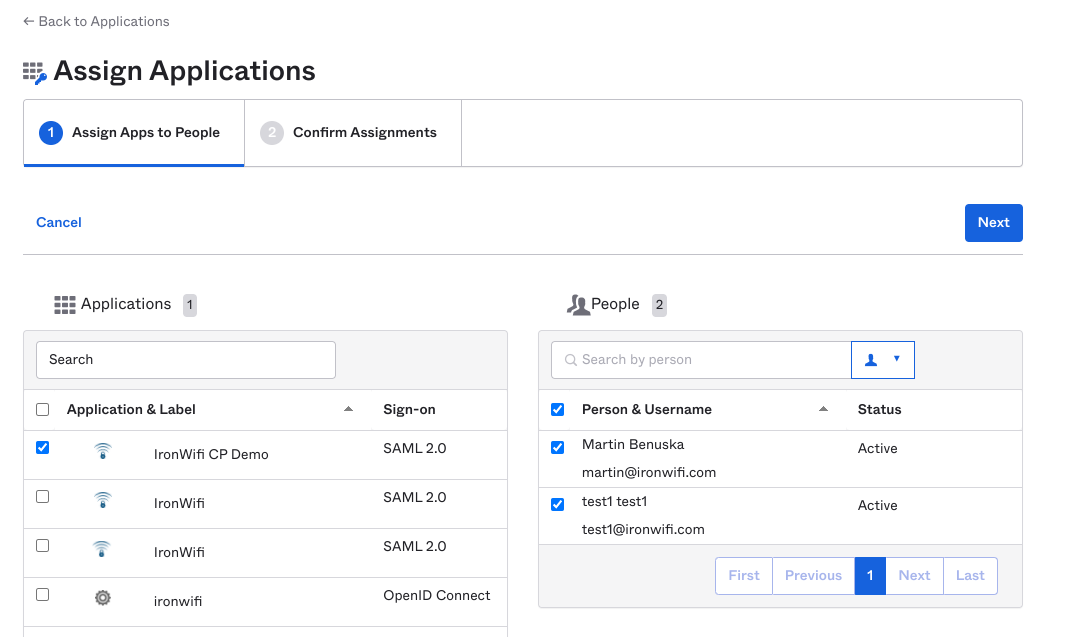 ← Back to Applications
Assign Applications
1 Assign Apps to People 2 Confirm Assignments
Cancel Next
Applications 1
Search
Application & Label Sign-on
IronWifi CP Demo SAML 2.0
IronWifi SAML 2.0
IronWifi SAML 2.0
ironwifi OpenID Connect
People 2
Search by person
Person & Username Status
Martin Benuska Active
martin@ironwifi.com
test1 test1 Active
test1@ironwifi.com
First Previous 1 Next Last